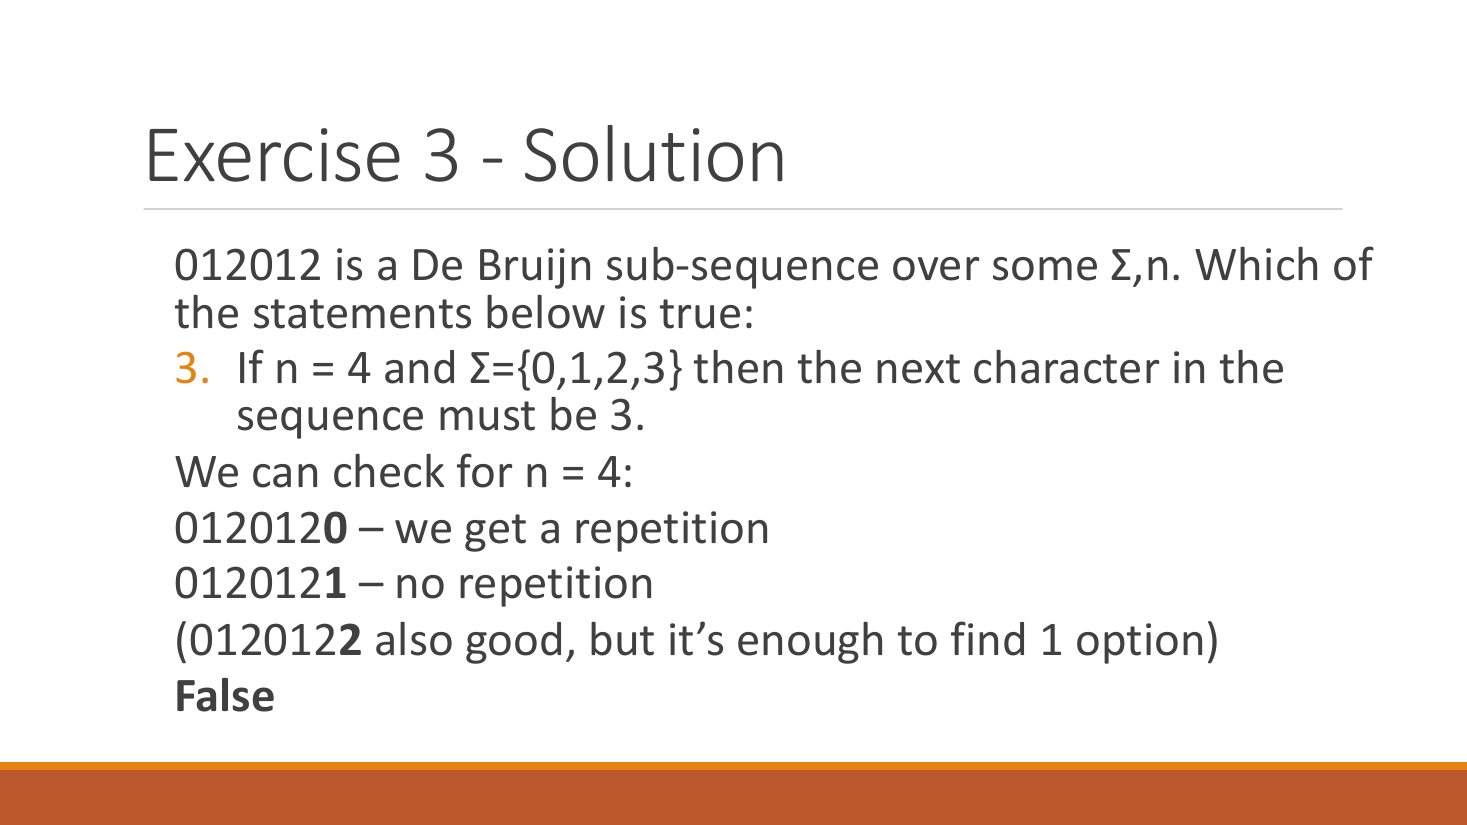 Exercise 3 - Solution
012012 is a De Bruijn sub-sequence over some Σ,n. Which of
the statements below is true:
3. If n = 4 and Σ={0,1,2,3} then the next character in the
sequence must be 3.
We can check for n = 4:
0120120 – we get a repetition
0120121 – no repetition
(0120122 also good, but it’s enough to find 1 option)
False